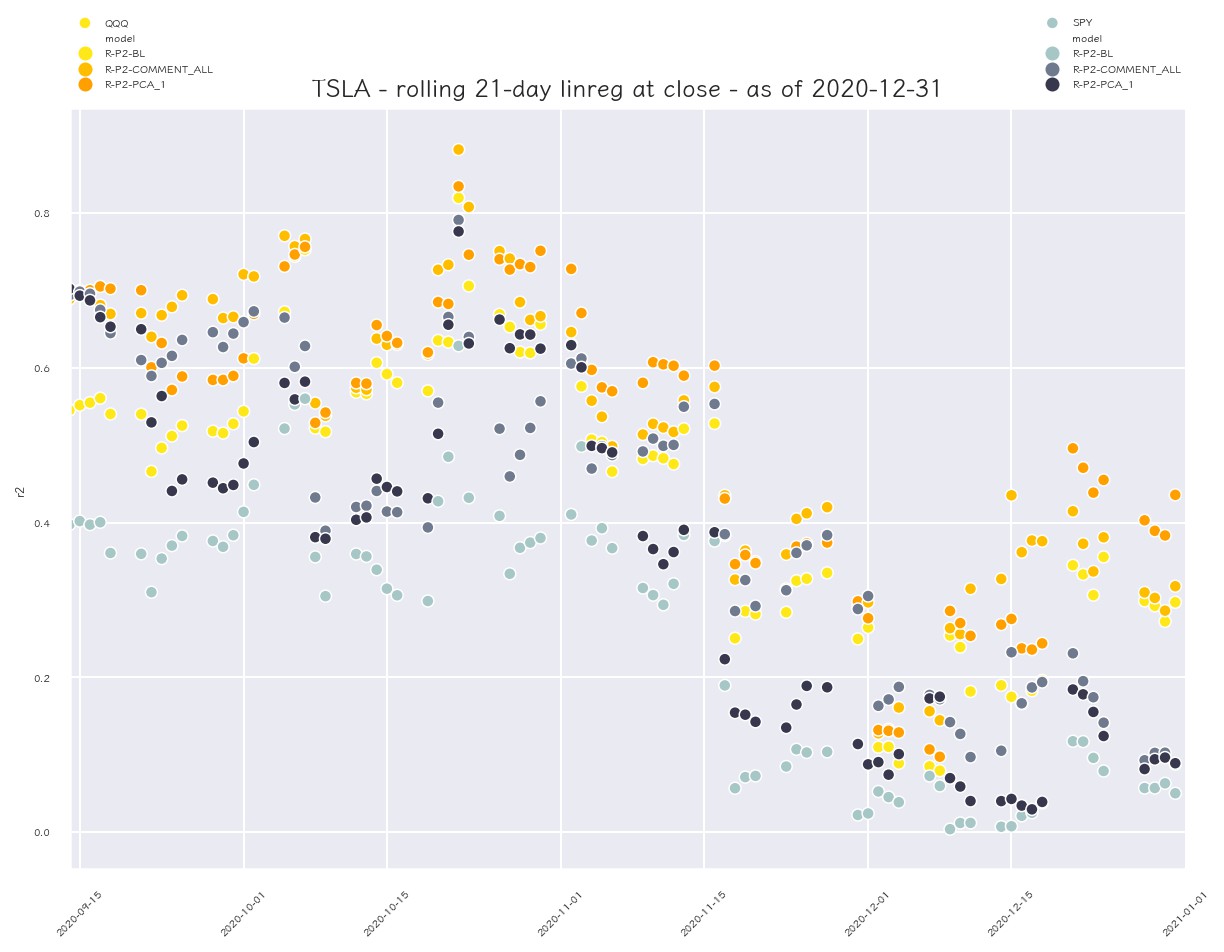 QQQ
model
R-P2-BL
R-P2-COMMENT_ALL
R-P2-PCA_1
SPY
model
R-P2-BL
R-P2-COMMENT_ALL
R-P2-PCA_1
TSLA - rolling 21-day linreg at close - as of 2020-12-31
0.8
0.6
0.4
0.2
0.0
r2
2020-09-15
2020-10-01
2020-10-15
2020-11-01
2020-11-15
2020-12-01
2020-12-15
2021-01-01